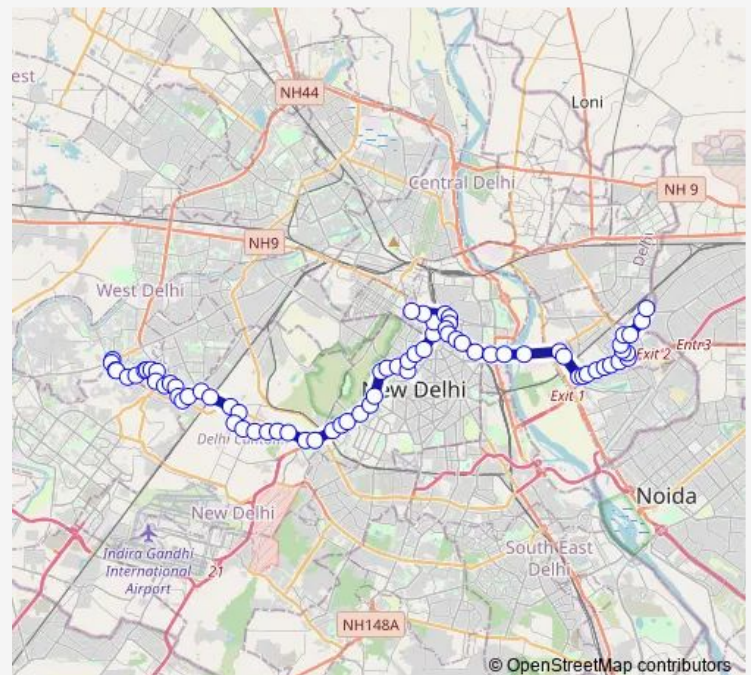 est
NH44
Loni
Central Delhi
NH 9
NH9
Delhi
West Delhi
Entr3
Exit 2
New Delhi
Exit 1
Delhi Canton
Noida
New Delhi
Indira Gandhi
International
Airport
21
South East
Delhi
NH148A
© OpenStreetMap contributors